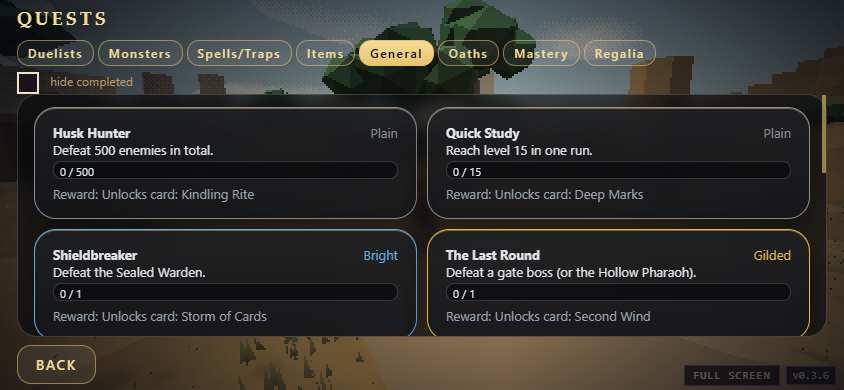 QUESTS
Duelists Monsters Spells/Traps Items General Oaths Mastery Regalia
hide completed
Husk Hunter Plain
Defeat 500 enemies in total.
0 / 500
Reward: Unlocks card: Kindling Rite
Quick Study Plain
Reach level 15 in one run.
0 / 15
Reward: Unlocks card: Deep Marks
Shieldbreaker Bright
Defeat the Sealed Warden.
0 / 1
Reward: Unlocks card: Storm of Cards
The Last Round Gilded
Defeat a gate boss (or the Hollow Pharaoh).
0 / 1
Reward: Unlocks card: Second Wind
BACK
FULL SCREEN v0.3.6